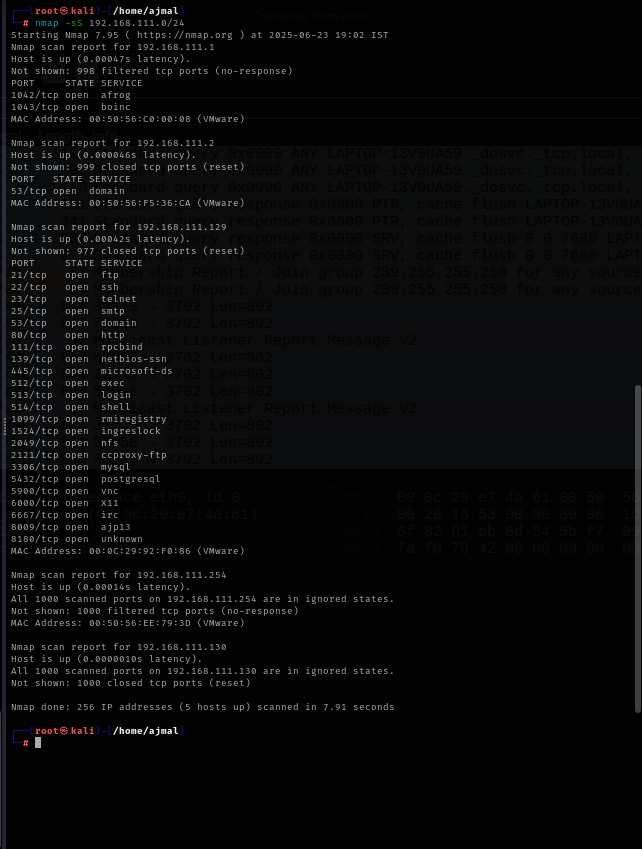 ┌──(root㉿kali)-[/home/ajmal]
└─# nmap -sS 192.168.111.0/24
Starting Nmap 7.95 ( https://nmap.org ) at 2025-06-23 19:02 IST
Nmap scan report for 192.168.111.1
Host is up (0.00047s latency).
Not shown: 998 filtered tcp ports (no-response)
PORT     STATE SERVICE
1042/tcp open  afrog
1043/tcp open  boinc
MAC Address: 00:50:56:C0:00:08 (VMware)

Nmap scan report for 192.168.111.2
Host is up (0.000046s latency).
Not shown: 999 closed tcp ports (reset)
PORT   STATE SERVICE
53/tcp open  domain
MAC Address: 00:50:56:F5:36:CA (VMware)

Nmap scan report for 192.168.111.129
Host is up (0.00042s latency).
Not shown: 977 closed tcp ports (reset)
PORT     STATE SERVICE
21/tcp   open  ftp
22/tcp   open  ssh
23/tcp   open  telnet
25/tcp   open  smtp
53/tcp   open  domain
80/tcp   open  http
111/tcp  open  rpcbind
139/tcp  open  netbios-ssn
445/tcp  open  microsoft-ds
512/tcp  open  exec
513/tcp  open  login
514/tcp  open  shell
1099/tcp open  rmiregistry
1524/tcp open  ingreslock
2049/tcp open  nfs
2121/tcp open  ccproxy-ftp
3306/tcp open  mysql
5432/tcp open  postgresql
5900/tcp open  vnc
6000/tcp open  X11
6667/tcp open  irc
8009/tcp open  ajp13
8180/tcp open  unknown
MAC Address: 00:0C:29:92:F0:86 (VMware)

Nmap scan report for 192.168.111.254
Host is up (0.00014s latency).
All 1000 scanned ports on 192.168.111.254 are in ignored states.
Not shown: 1000 filtered tcp ports (no-response)
MAC Address: 00:50:56:EE:79:3D (VMware)

Nmap scan report for 192.168.111.130
Host is up (0.0000010s latency).
All 1000 scanned ports on 192.168.111.130 are in ignored states.
Not shown: 1000 closed tcp ports (reset)

Nmap done: 256 IP addresses (5 hosts up) scanned in 7.91 seconds

┌──(root㉿kali)-[/home/ajmal]
└─#